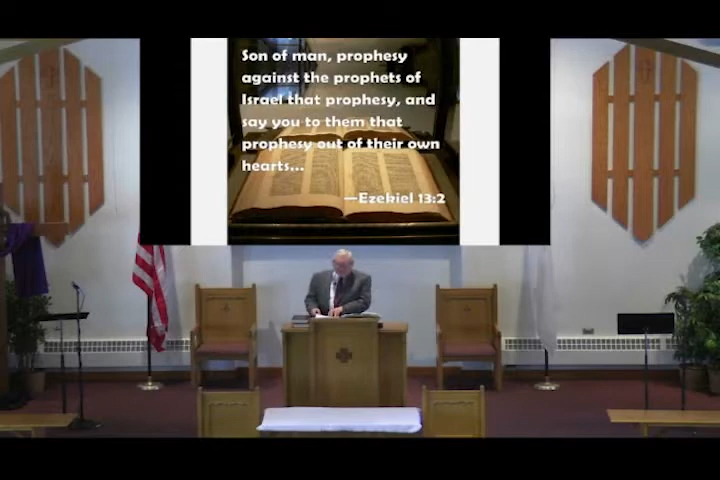 Son of man, prophesy
against the prophets of
Israel that prophesy, and
say you to them that
prophesy out of their own
hearts...
—Ezekiel 13:2